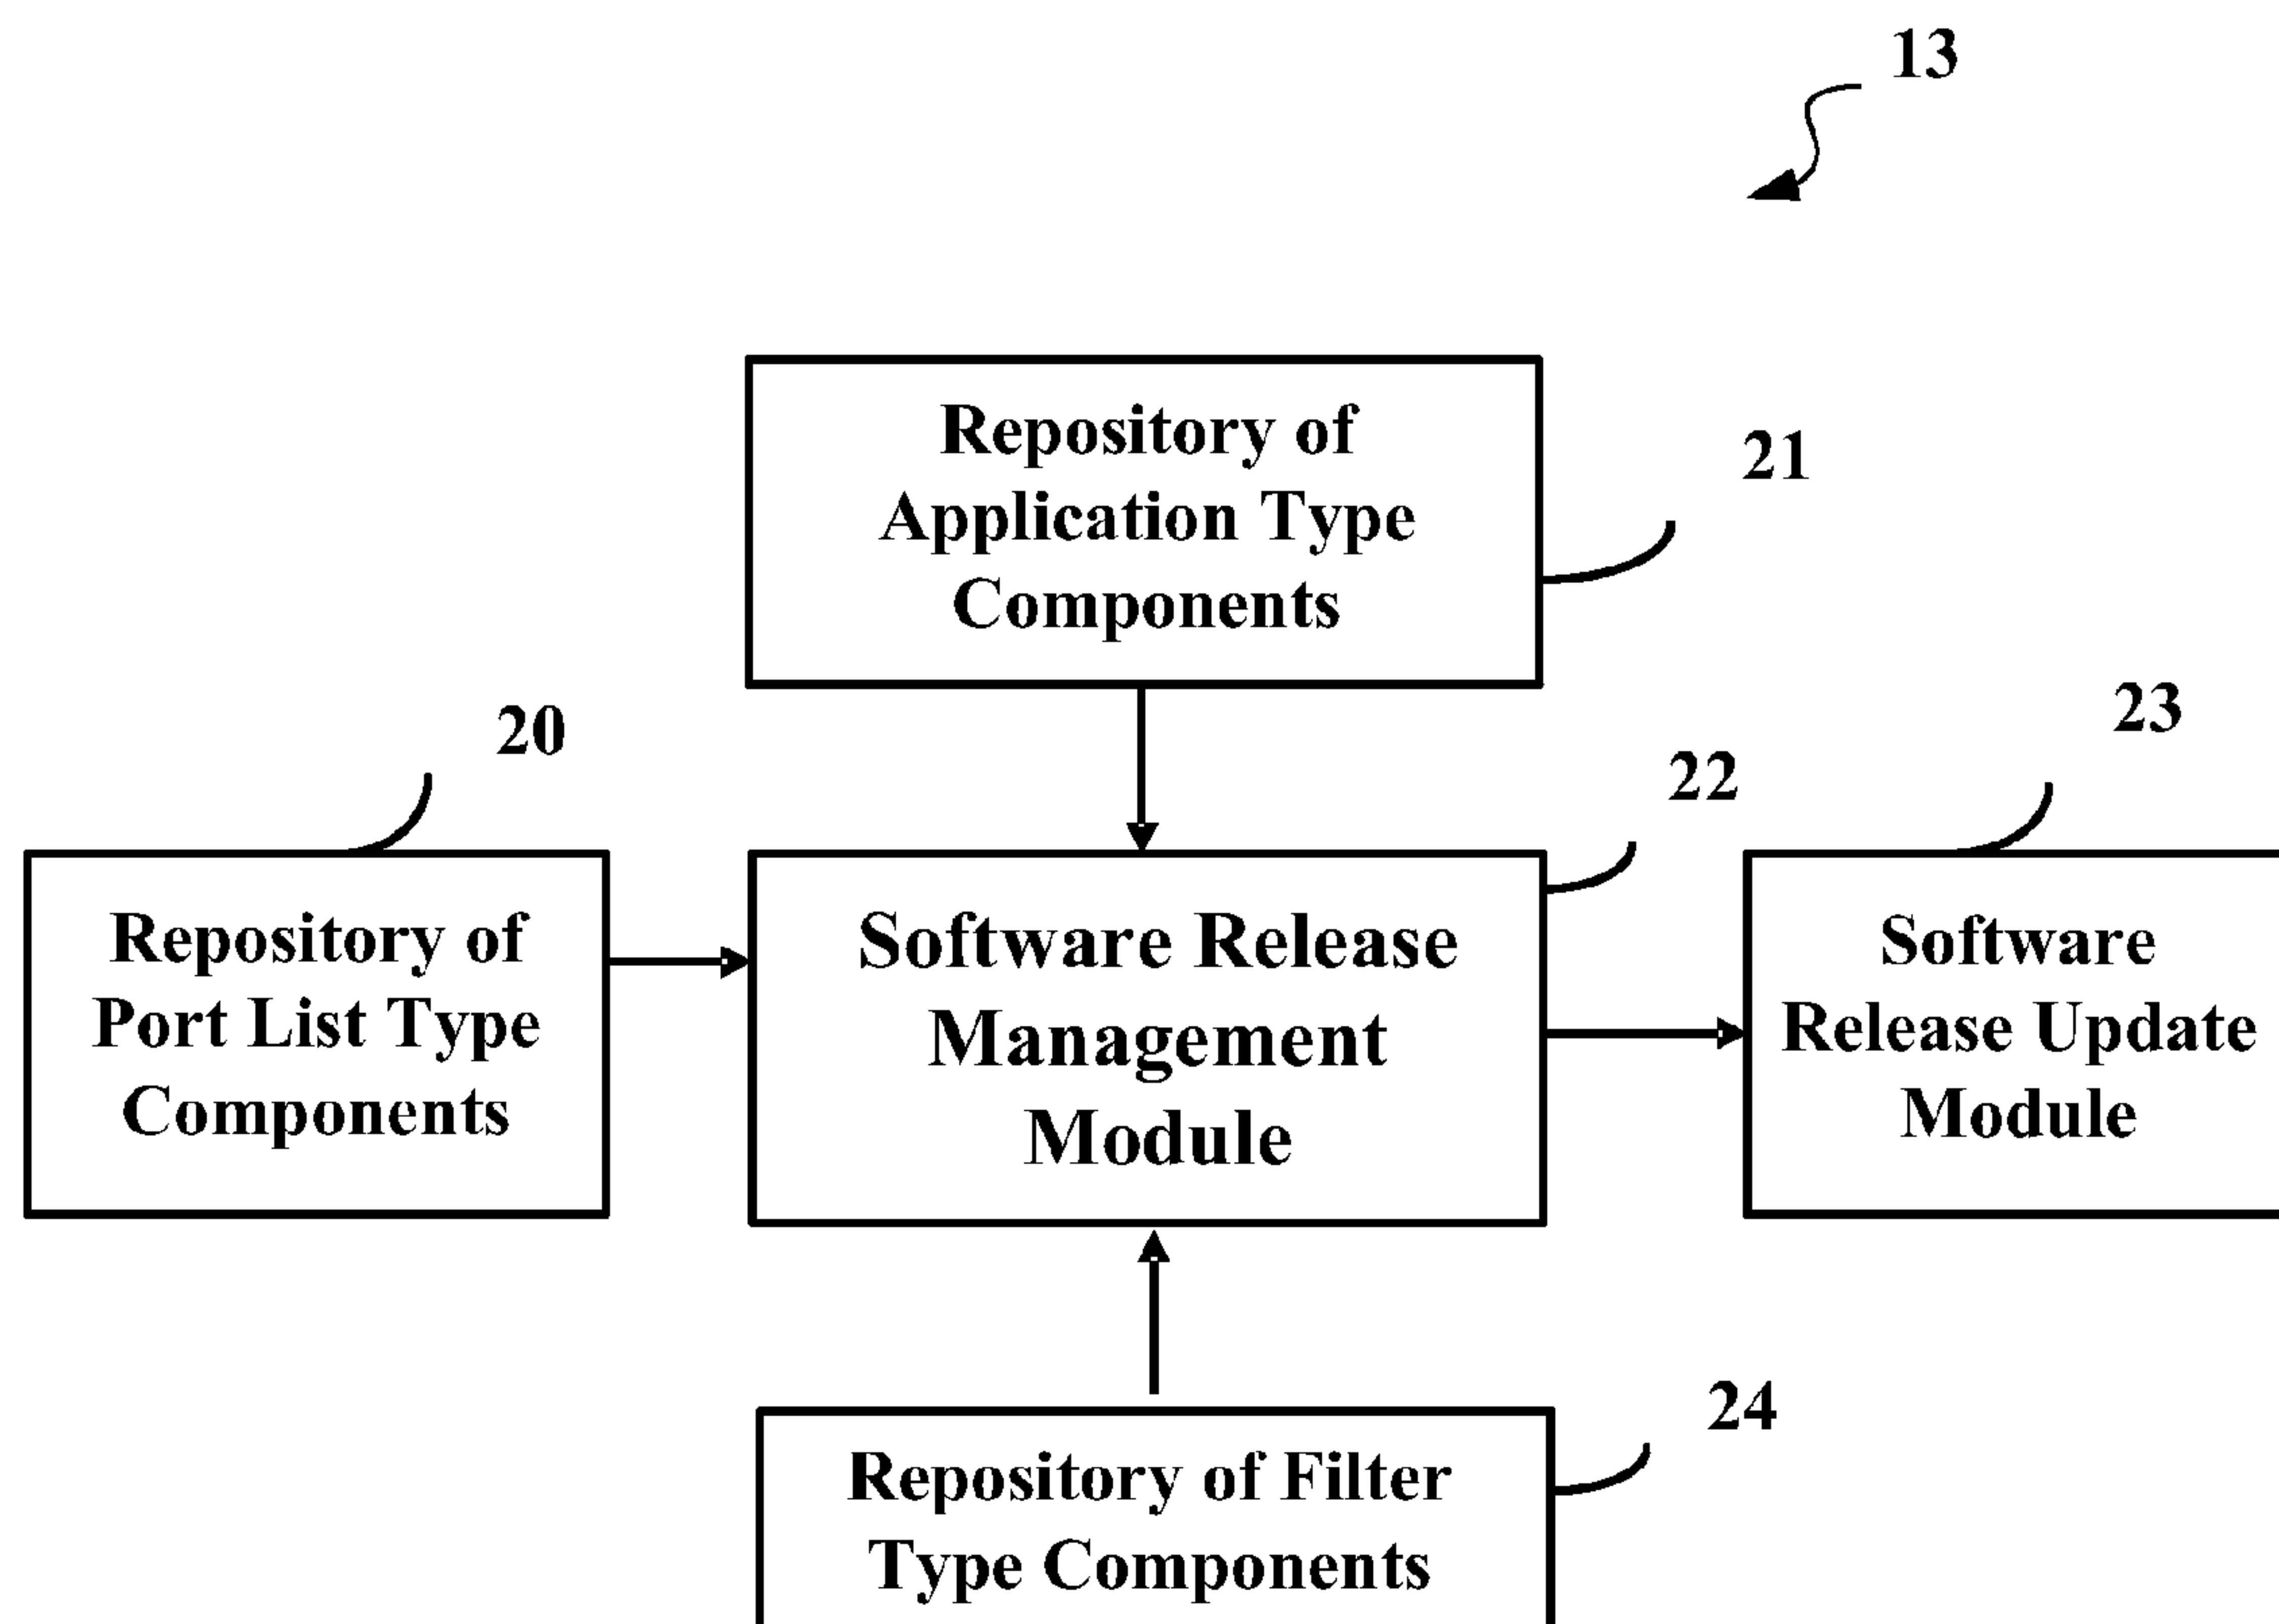 13
Repository of
Application Type
Components
21
20
22
23
Repository of
Port List Type
Components
Software Release
Management
Module
Software
Release Update
Module
24
Repository of Filter
Type Components